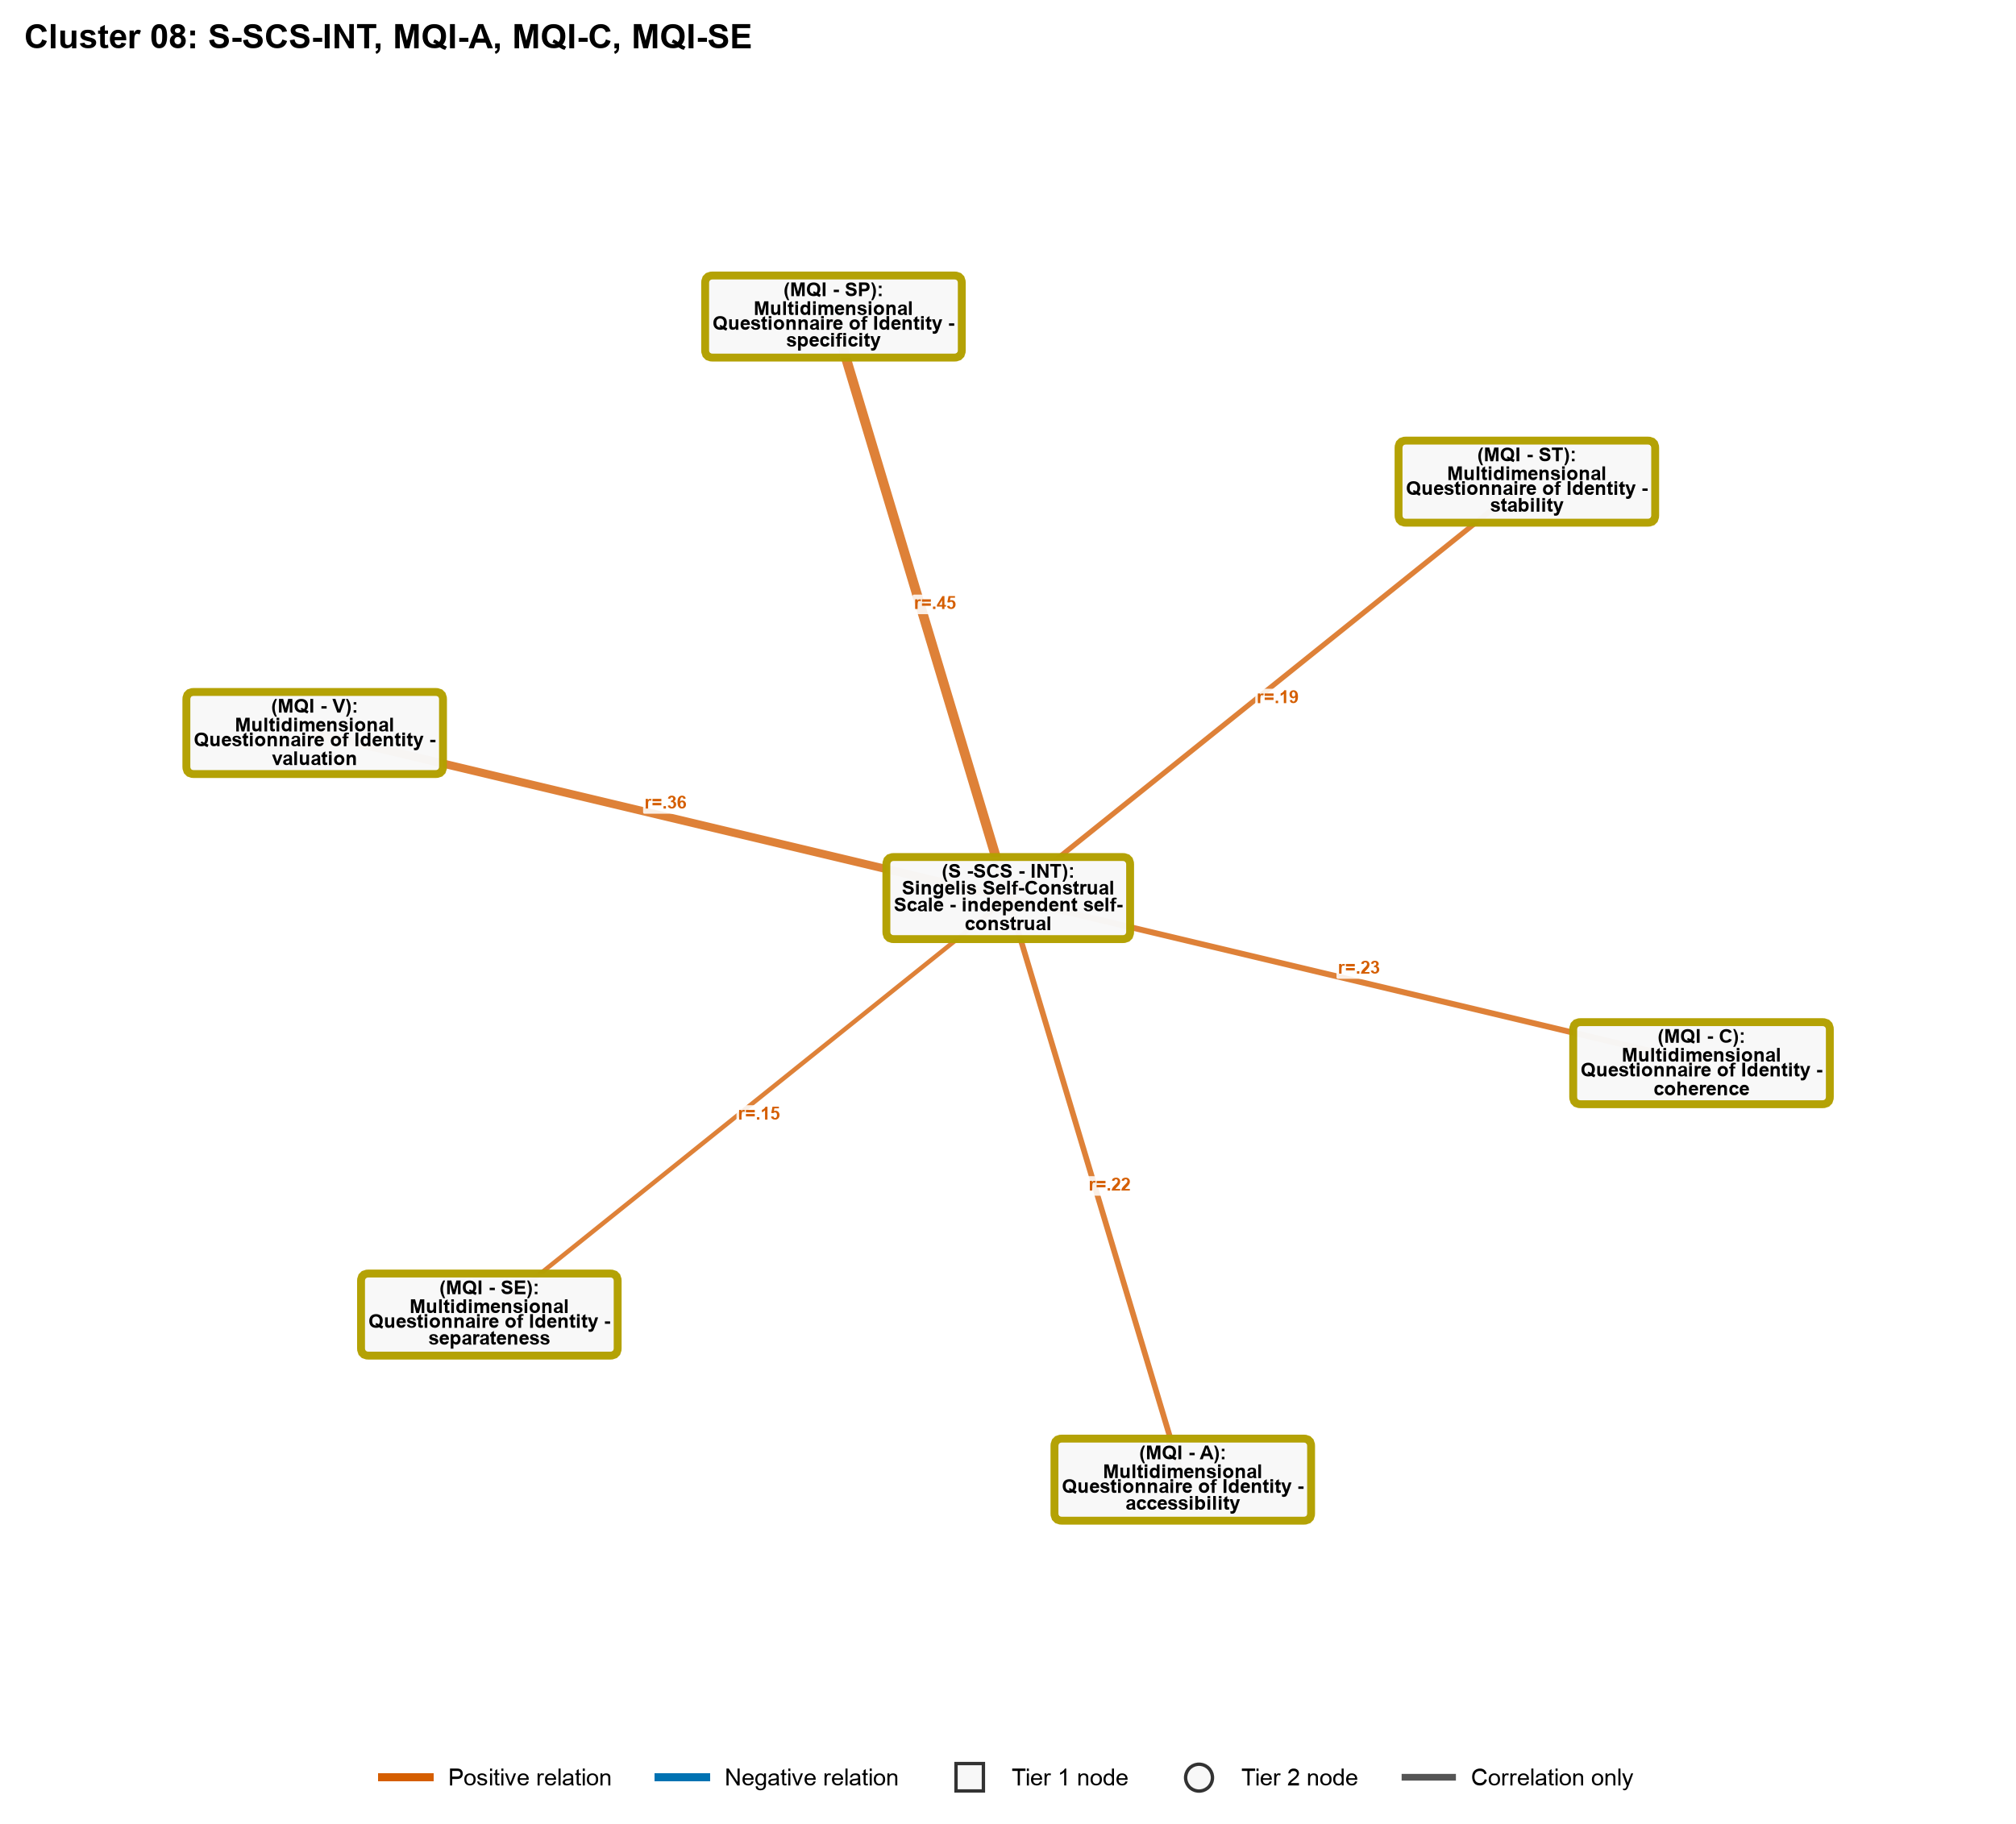 Cluster 08: S-SCS-INT, MQI-A, MQI-C, MQI-SE
(MQI - SP):
Multidimensional
Questionnaire of Identity -
specificity
(MQI - ST):
Multidimensional
Questionnaire of Identity -
stability
r=.45
r=.19
(MQI - V):
Multidimensional
Questionnaire of Identity -
valuation
r=.36
(S -SCS - INT):
Singelis Self-Construal
Scale - independent self-
construal
r=.23
(MQI - C):
Multidimensional
Questionnaire of Identity -
coherence
r=.15
r=.22
(MQI - SE):
Multidimensional
Questionnaire of Identity -
separateness
(MQI - A):
Multidimensional
Questionnaire of Identity -
accessibility
Positive relation
Negative relation
Tier 1 node
Tier 2 node
Correlation only